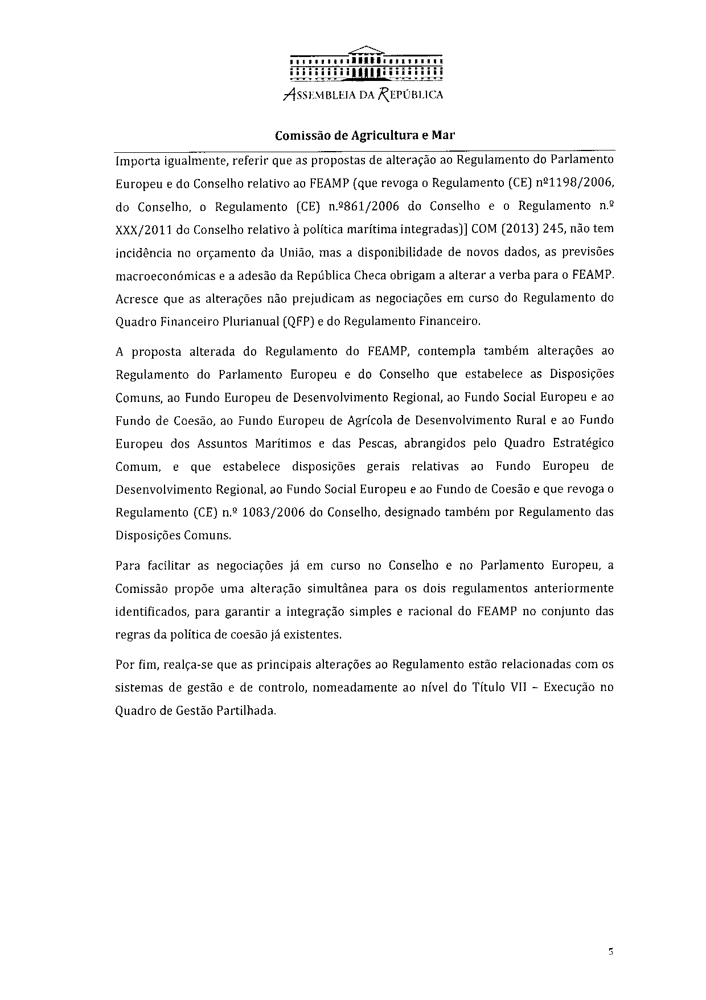 ASSEMBLEIA DA REPÚBLICA
Comissão de Agricultura e Mar
Importa igualmente, referir que as propostas de alteração ao Regulamento do Parlamento
Europeu e do Conselho relativo ao FEAMP (que revoga o Regulamento (CE) nº1198/2006,
do Conselho, o Regulamento (CE) n.º861/2006 do Conselho e o Regulamento n.º
XXX/2011 do Conselho relativo à política marítima integradas)] COM (2013) 245, não tem
incidência no orçamento da União, mas a disponibilidade de novos dados, as previsões
macroeconómicas e a adesão da República Checa obrigam a alterar a verba para o FEAMP.
Acresce que as alterações não prejudicam as negociações em curso do Regulamento do
Quadro Financeiro Plurianual (QFP) e do Regulamento Financeiro.
A proposta alterada do Regulamento do FEAMP, contempla também alterações ao
Regulamento do Parlamento Europeu e do Conselho que estabelece as Disposições
Comuns, ao Fundo Europeu de Desenvolvimento Regional, ao Fundo Social Europeu e ao
Fundo de Coesão, ao Fundo Europeu de Agrícola de Desenvolvimento Rural e ao Fundo
Europeu dos Assuntos Marítimos e das Pescas, abrangidos pelo Quadro Estratégico
Comum, e que estabelece disposições gerais relativas ao Fundo Europeu de
Desenvolvimento Regional, ao Fundo Social Europeu e ao Fundo de Coesão e que revoga o
Regulamento (CE) n.º 1083/2006 do Conselho, designado também por Regulamento das
Disposições Comuns.
Para facilitar as negociações já em curso no Conselho e no Parlamento Europeu, a
Comissão propõe uma alteração simultânea para os dois regulamentos anteriormente
identificados, para garantir a integração simples e racional do FEAMP no conjunto das
regras da política de coesão já existentes.
Por fim, realça-se que as principais alterações ao Regulamento estão relacionadas com os
sistemas de gestão e de controlo, nomeadamente ao nível do Título VII – Execução no
Quadro de Gestão Partilhada.
5